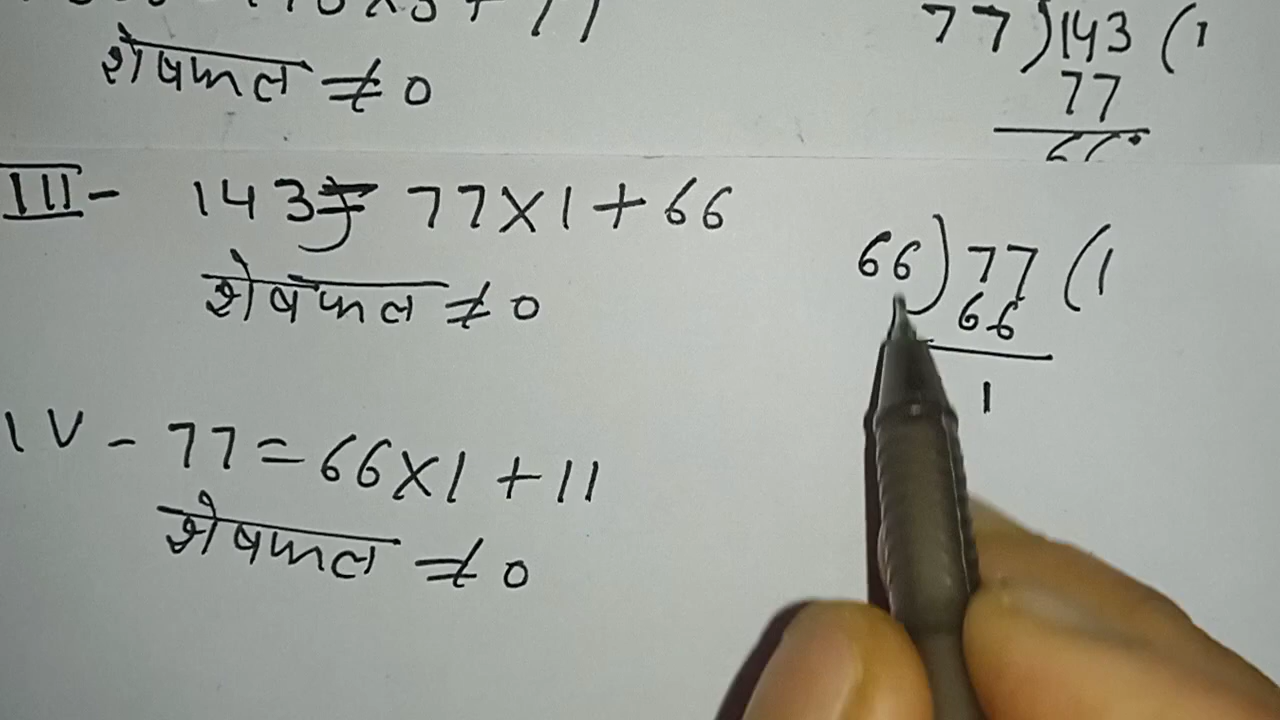 शेषफल ≠ 0
77)143(1
77
66
III- 143= 77×1+66
शेषफल ≠ 0
66)77(1
66
1
IV - 77=66×1+11
शेषफल ≠ 0